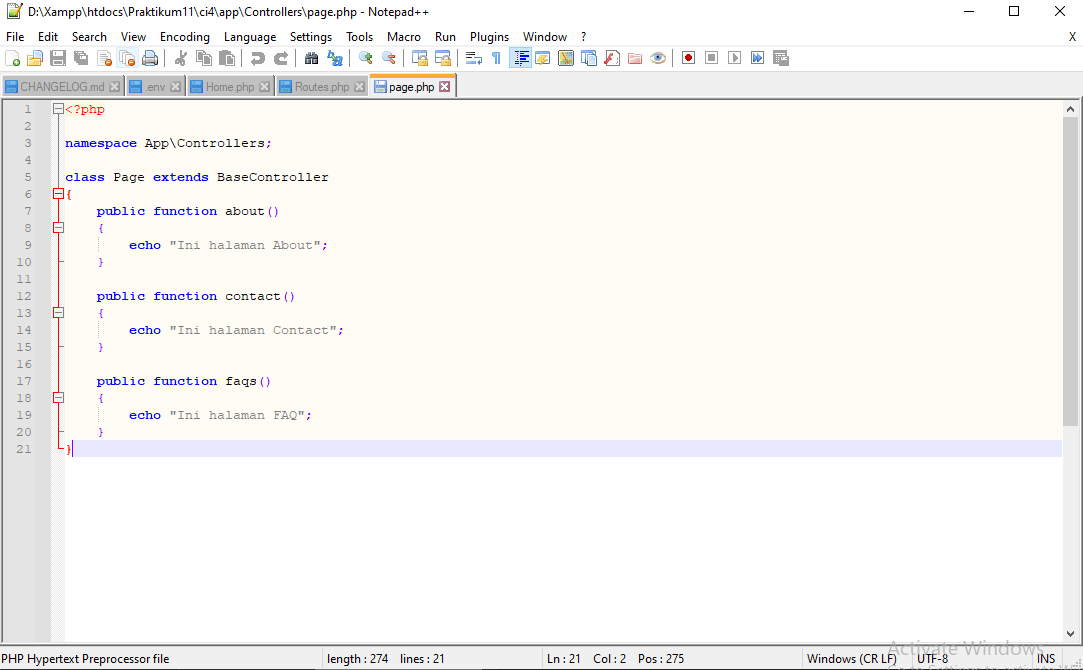 D:\Xampp\htdocs\Praktikum11\ci4\app\Controllers\page.php - Notepad++
File Edit Search View Encoding Language Settings Tools Macro Run Plugins Window ? X
CHANGELOG.md .env Home.php Routes.php page.php
1 <?php
2
3 namespace App\Controllers;
4
5 class Page extends BaseController
6 {
7 public function about()
8 {
9 echo "Ini halaman About";
10 }
11
12 public function contact()
13 {
14 echo "Ini halaman Contact";
15 }
16
17 public function faqs()
18 {
19 echo "Ini halaman FAQ";
20 }
21 }
Activate Windows
PHP Hypertext Preprocessor file length : 274 lines : 21 Ln : 21 Col : 2 Pos : 275 Windows (CR LF) UTF-8 INS